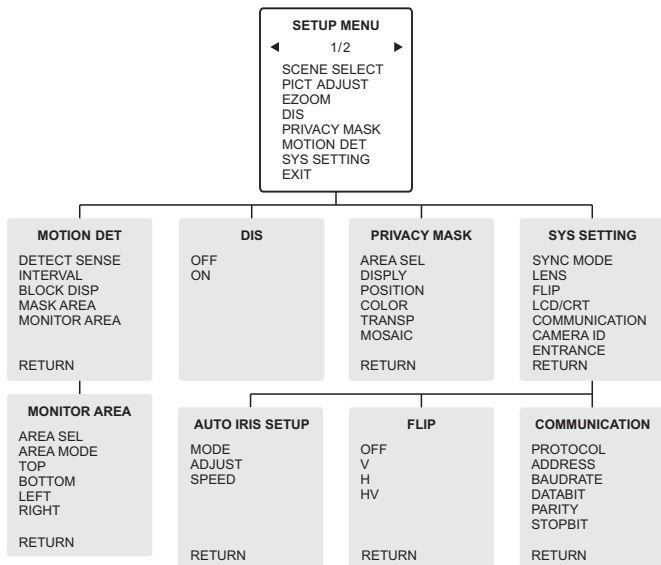 SETUP MENU
◄ 1/2 ►
SCENE SELECT
PICT ADJUST
EZOOM
DIS
PRIVACY MASK
MOTION DET
SYS SETTING
EXIT
MOTION DET
DETECT SENSE
INTERVAL
BLOCK DISP
MASK AREA
MONITOR AREA
RETURN
DIS
OFF
ON
PRIVACY MASK
AREA SEL
DISPLY
POSITION
COLOR
TRANSP
MOSAIC
RETURN
SYS SETTING
SYNC MODE
LENS
FLIP
LCD/CRT
COMMUNICATION
CAMERA ID
ENTRANCE
RETURN
MONITOR AREA
AREA SEL
AREA MODE
TOP
BOTTOM
LEFT
RIGHT
RETURN
AUTO IRIS SETUP
MODE
ADJUST
SPEED
RETURN
FLIP
OFF
V
H
HV
RETURN
COMMUNICATION
PROTOCOL
ADDRESS
BAUDRATE
DATABIT
PARITY
STOPBIT
RETURN